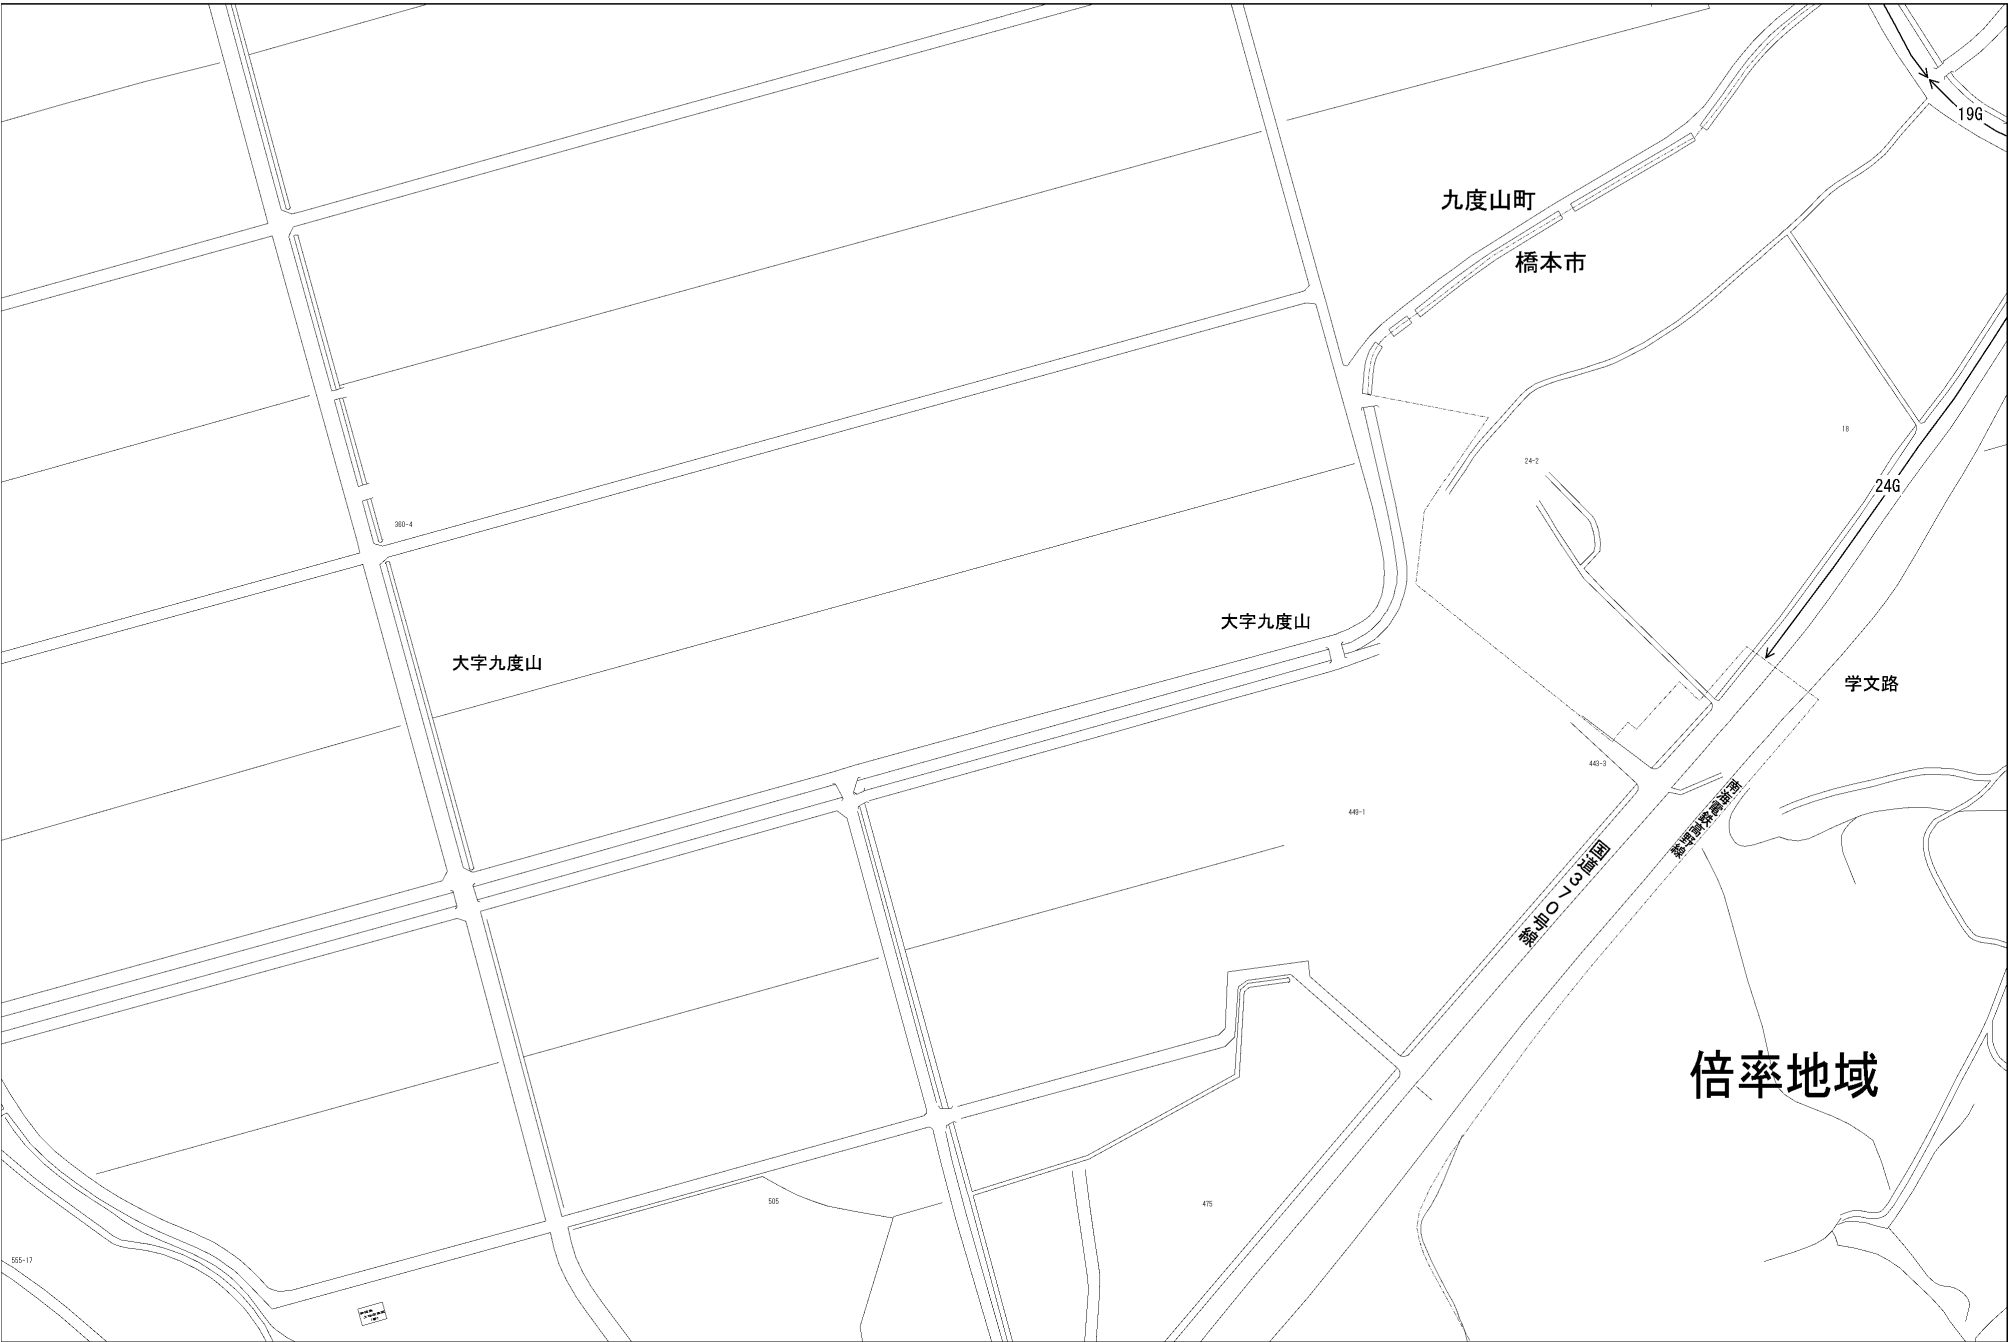 19G
九度山町
橋本市
18
24-2
24G
360-4
大字九度山
大字九度山
学文路
443-3
南海電鉄高野線
449-1
国道370号線
倍率地域
505
475
555-17